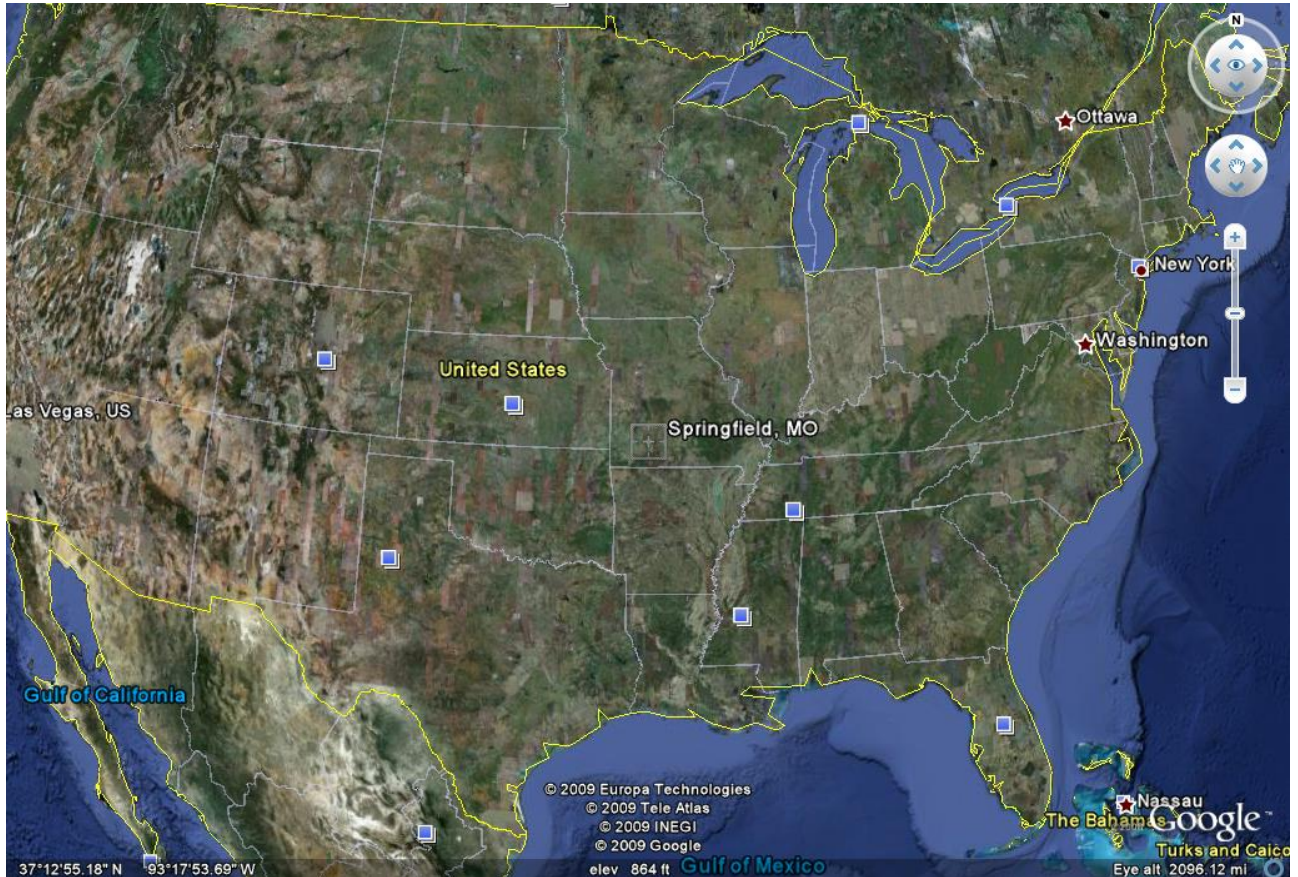 N
Ottawa
New York
Washington
United States
Las Vegas, US
Springfield, MO
Gulf of California
© 2009 Europa Technologies
© 2009 Tele Atlas
© 2009 INEGI
© 2009 Google
Nassau
The Bahamas
Google™
Turks and Caico
37°12'55.18" N 93°17'53.69" W
elev 864 ft
Gulf of Mexico
Eye alt 2096.12 mi